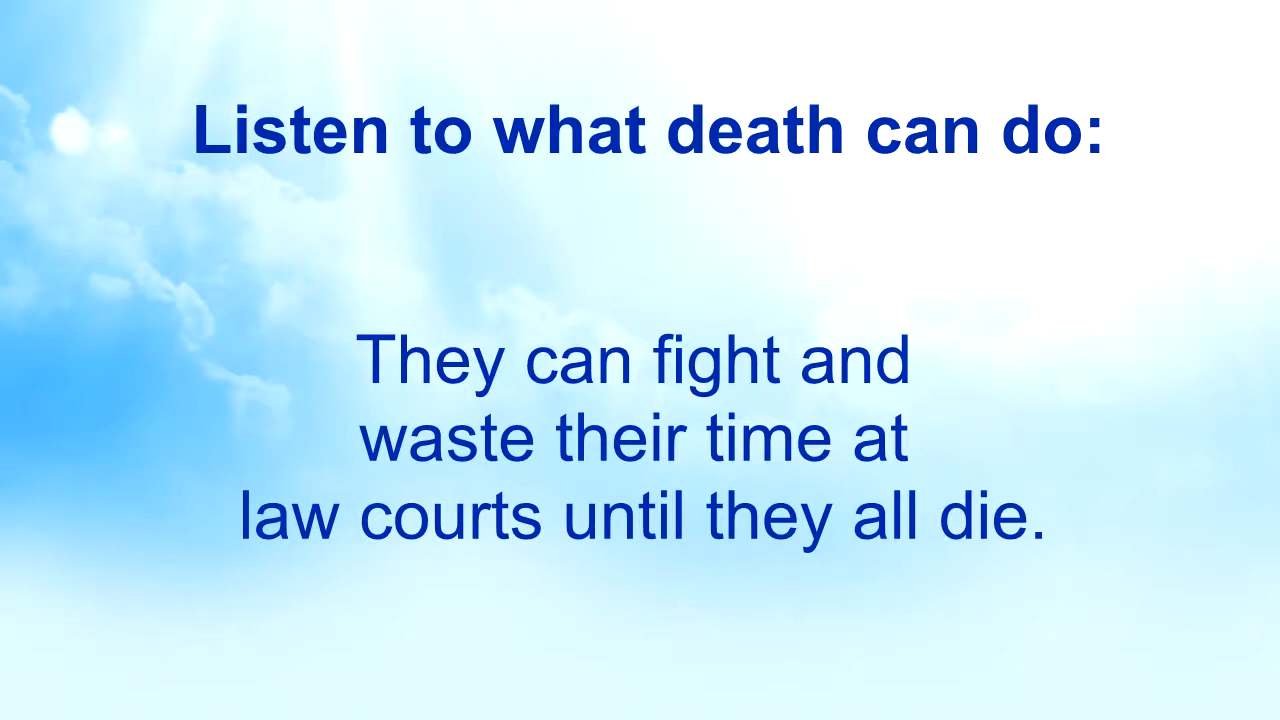 Listen to what death can do:
They can fight and
waste their time at
law courts until they all die.